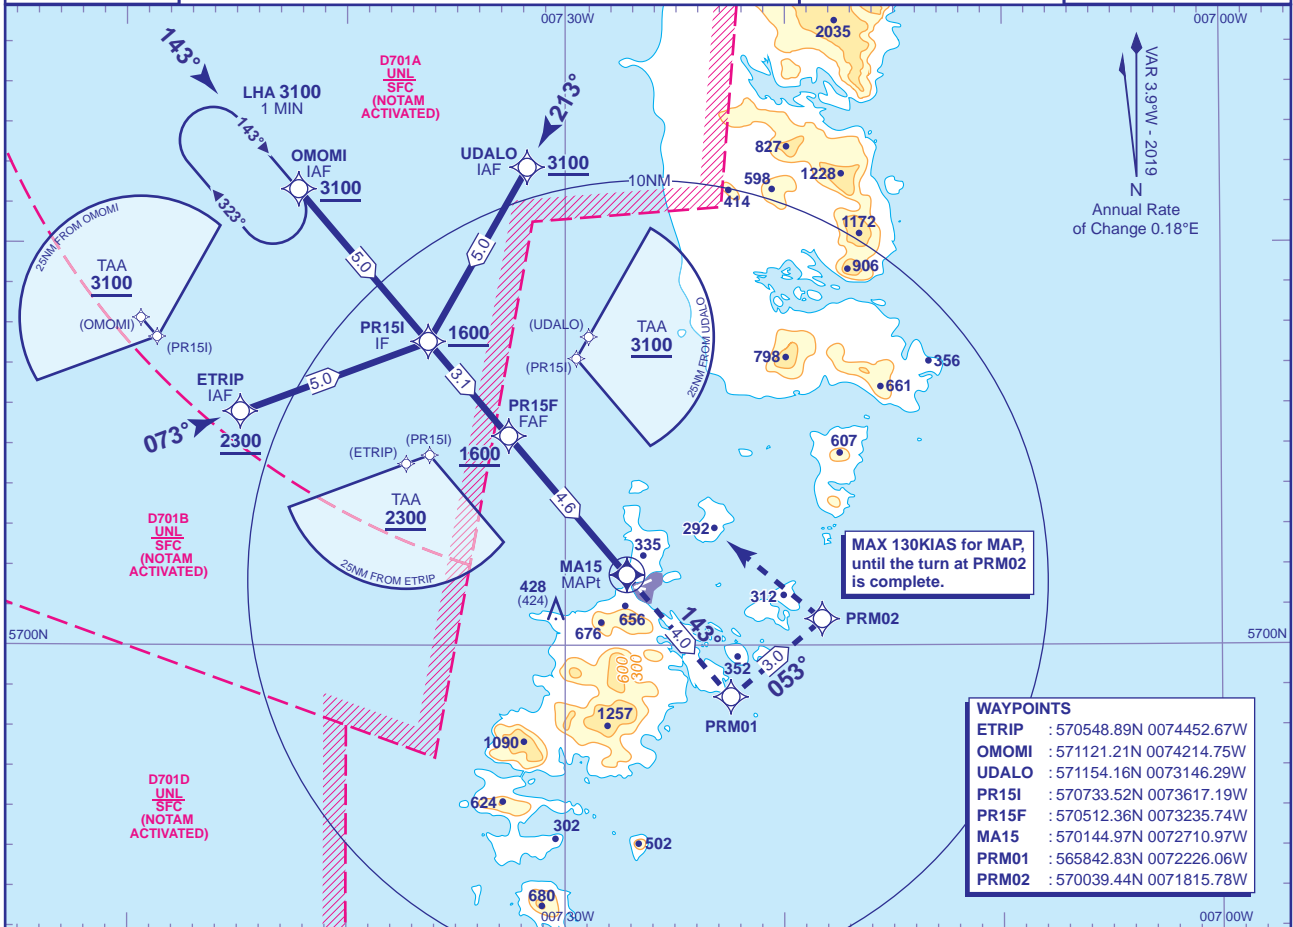 007:30W
007:00W
2035
143°
LHA 3100
1 MIN
143°
323°
D701A
UNL
SFC
(NOTAM
ACTIVATED)
213°
VAR 3.9°W - 2019
N
Annual Rate
of Change 0.18°E
OMOMI
IAF
3100
UDALO
IAF
3100
10NM
827
598
1228
414
1172
906
25NM FROM OMOMI
TAA
3100
(OMOMI)
(PR15I)
5.0
5.0
PR15I
IF
1600
(UDALO)
(PR15I)
TAA
3100
25NM FROM UDALO
798
356
661
ETRIP
IAF
073°
2300
5.0
3.1
PR15F
FAF
1600
607
(PR15I)
(ETRIP)
TAA
2300
25NM FROM ETRIP
4.6
292
D701B
UNL
SFC
(NOTAM
ACTIVATED)
MAX 130KIAS for MAP,
until the turn at PRM02
is complete.
335
MA15
MAPt
428
(424)
312
PRM02
656
676
143°
4.0
352
3.0
053°
5700N
5700N
600
300
PRM01
1257
1090
D701D
UNL
SFC
(NOTAM
ACTIVATED)
624
302
502
680
007:30W
007:00W
WAYPOINTS
ETRIP : 570548.89N 0074452.67W
OMOMI : 571121.21N 0074214.75W
UDALO : 571154.16N 0073146.29W
PR15I : 570733.52N 0073617.19W
PR15F : 570512.36N 0073235.74W
MA15 : 570144.97N 0072710.97W
PRM01 : 565842.83N 0072226.06W
PRM02 : 570039.44N 0071815.78W